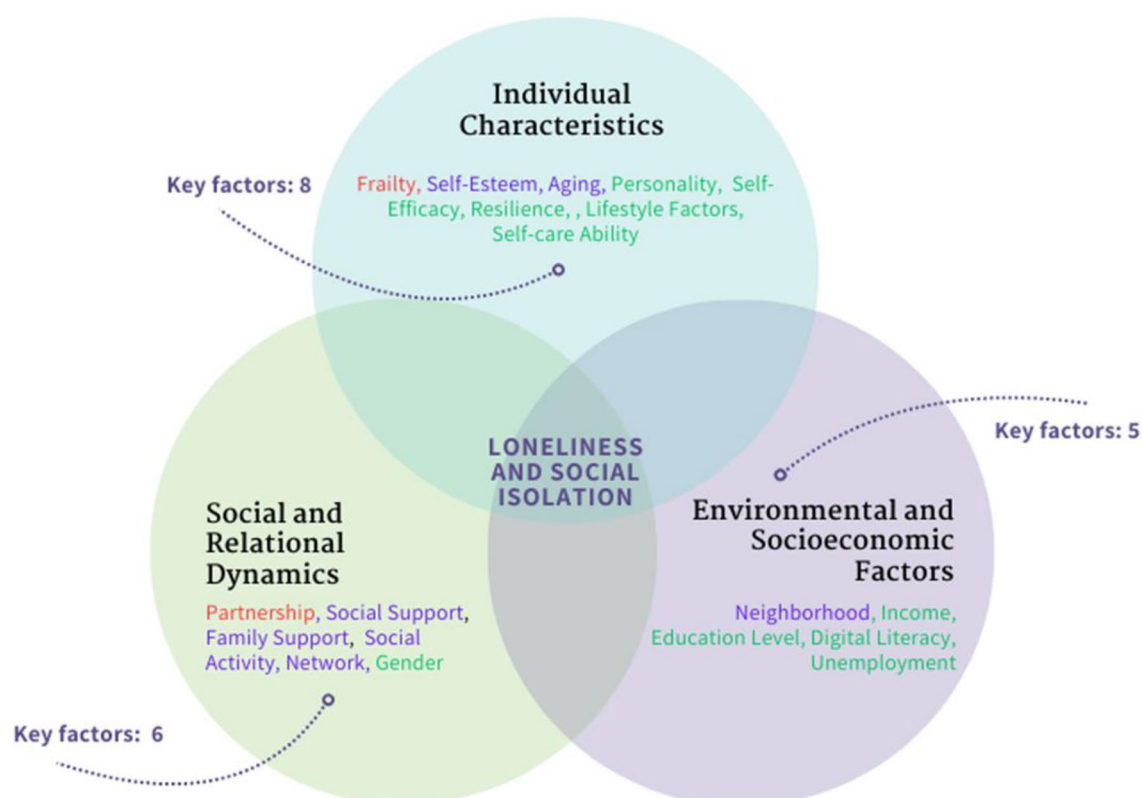 Individual
Characteristics
Key factors: 8
Frailty, Self-Esteem, Aging, Personality,  Self-
Efficacy, Resilience, , Lifestyle Factors,
Self-care Ability
LONELINESS
AND SOCIAL
ISOLATION
Key factors: 5
Social and
Relational
Dynamics
Partnership, Social Support,
Family Support,  Social
Activity, Network, Gender
Environmental and
Socioeconomic
Factors
Neighborhood, Income,
Education Level, Digital Literacy,
Unemployment
Key factors:  6